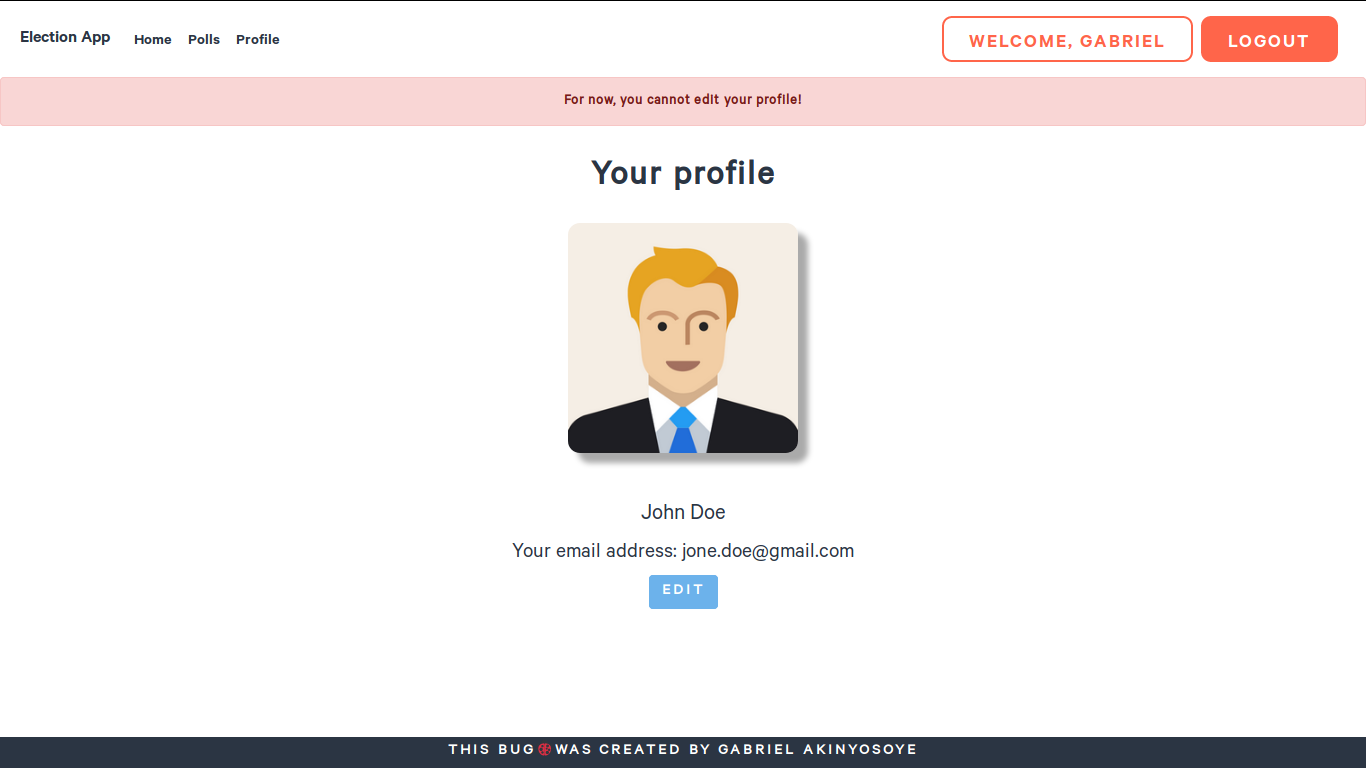 Election App Home Polls Profile WELCOME, GABRIEL LOGOUT
For now, you cannot edit your profile!
Your profile
John Doe
Your email address: jone.doe@gmail.com
EDIT
THIS BUG WAS CREATED BY GABRIEL AKINYOSOYE